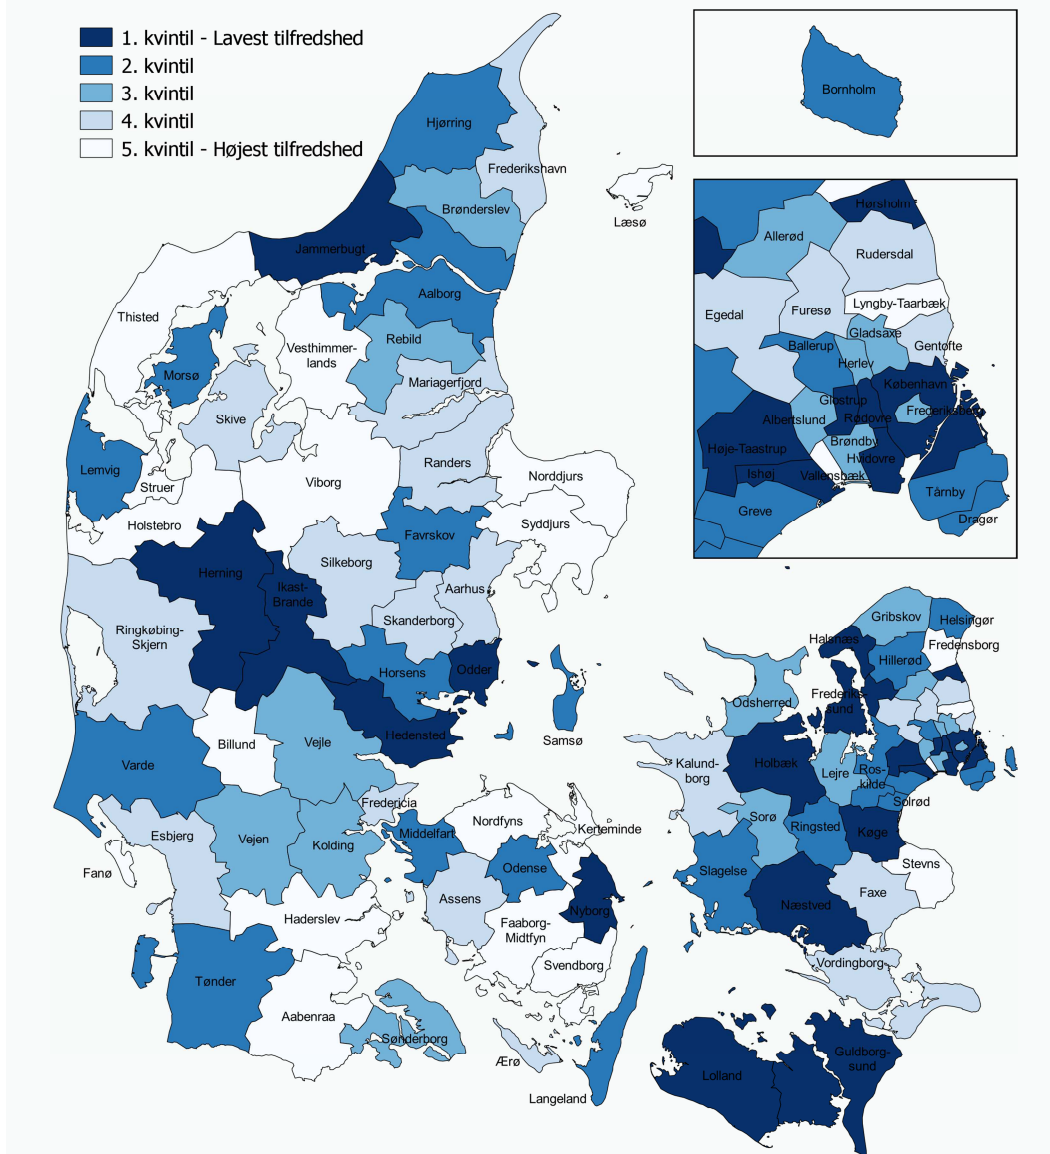 1. kvintil - Lavest tilfredshed
2. kvintil
3. kvintil
4. kvintil
5. kvintil - Højest tilfredshed
Hjørring
Frederikshavn
Brønderslev
Læsø
Jammerbugt
Aalborg
Thisted
Vesthimmer-
lands
Rebild
Morsø
Mariagerfjord
Skive
Lemvig
Struer
Viborg
Randers
Norddjurs
Holstebro
Syddjurs
Favrskov
Silkeborg
Herning
Ikast-
Brande
Aarhus
Skanderborg
Ringkøbing-
Skjern
Horsens
Odder
Samsø
Hedensted
Billund
Vejle
Varde
Fredericia
Esbjerg
Vejen
Kolding
Middelfart
Nordfyns
Kerteminde
Fanø
Odense
Assens
Nyborg
Haderslev
Faaborg-
Midtfyn
Svendborg
Tønder
Aabenraa
Sønderborg
Ærø
Langeland
Bornholm
Hørsholm
Allerød
Rudersdal
Egedal
Furesø
Lyngby-Taarbæk
Gladsaxe
Ballerup
Gentofte
Herlev
København
Glostrup
Frederiksberg
Albertslund
Rødovre
Høje-Taastrup
Brøndby
Hvidovre
Ishøj
Vallensbæk
Tårnby
Greve
Dragør
Gribskov
Helsingør
Halsnæs
Fredensborg
Hillerød
Odsherred
Frederiks-
sund
Kalund-
borg
Holbæk
Lejre
Ros-
kilde
Solrød
Sorø
Ringsted
Køge
Slagelse
Stevns
Næstved
Faxe
Vordingborg
Guldborg-
sund
Lolland